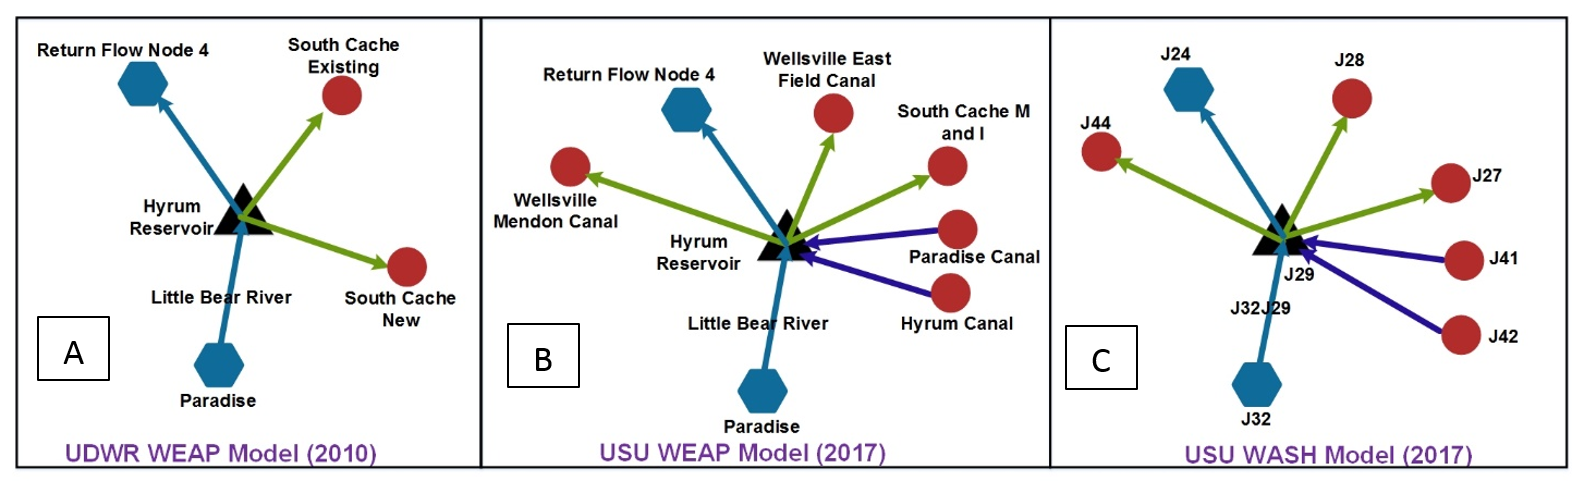 Return Flow Node 4
South Cache
Existing
Hyrum
Reservoir
Little Bear River
South Cache
New
A
Paradise
UDWR WEAP Model (2010)
Return Flow Node 4
Wellsville East
Field Canal
South Cache M
and I
Wellsville
Mendon Canal
Hyrum
Reservoir
Paradise Canal
Little Bear River
Hyrum Canal
B
Paradise
USU WEAP Model (2017)
J24
J28
J44
J27
J41
J29
J32J29
J42
C
J32
USU WASH Model (2017)